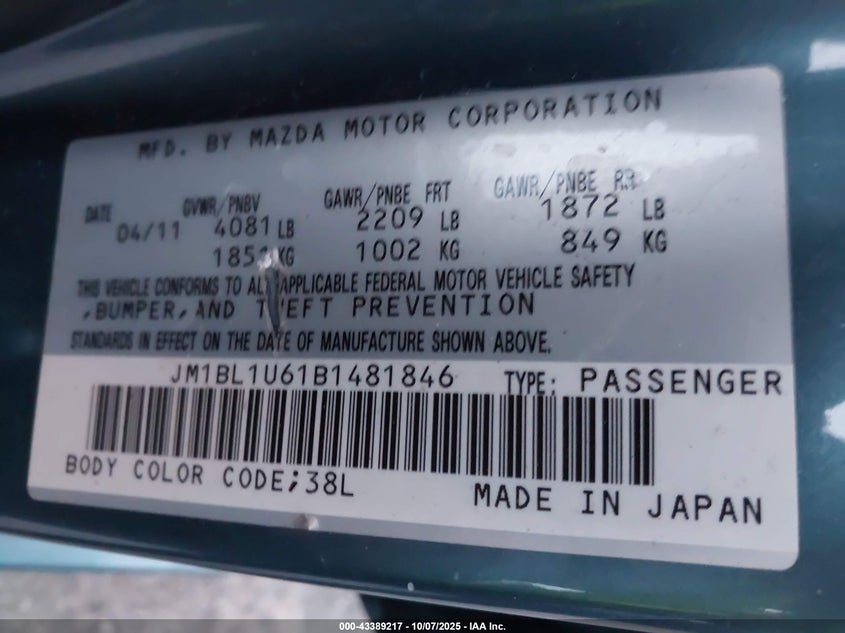 MFD. BY MAZDA MOTOR CORPORATION
DATE GVWR/PNBV GAWR/PNBE FRT GAWR/PNBE RR
04/11 4081 LB 2209 LB 1872 LB
1851 KG 1002 KG 849 KG
THIS VEHICLE CONFORMS TO ALL APPLICABLE FEDERAL MOTOR VEHICLE SAFETY
,BUMPER,AND THEFT PREVENTION
STANDARDS IN EFFECT ON THE DATE OF MANUFACTURE SHOWN ABOVE.
JM1BL1U61B1481846 TYPE: PASSENGER
BODY COLOR CODE;38L
MADE IN JAPAN
000-43389217 - 10/07/2025 - IAA Inc.